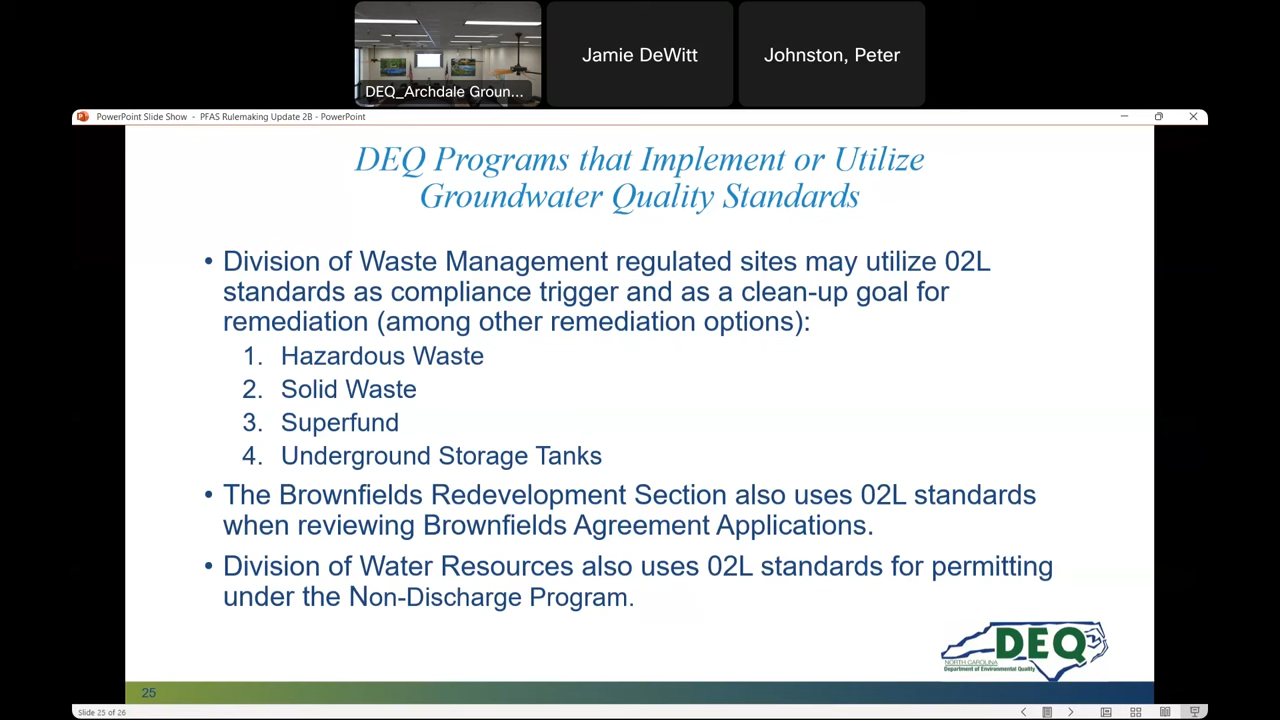 Jamie DeWitt
Johnston, Peter
DEQ_Archdale Groun...
PowerPoint Slide Show - PFAS Rulemaking Update 2B - PowerPoint
DEQ Programs that Implement or Utilize
Groundwater Quality Standards
• Division of Waste Management regulated sites may utilize 02L
standards as compliance trigger and as a clean-up goal for
remediation (among other remediation options):
1. Hazardous Waste
2. Solid Waste
3. Superfund
4. Underground Storage Tanks
• The Brownfields Redevelopment Section also uses 02L standards
when reviewing Brownfields Agreement Applications.
• Division of Water Resources also uses 02L standards for permitting
under the Non-Discharge Program.
DEQ
NORTH CAROLINA
Department of Environmental Quality
25
Slide 25 of 26